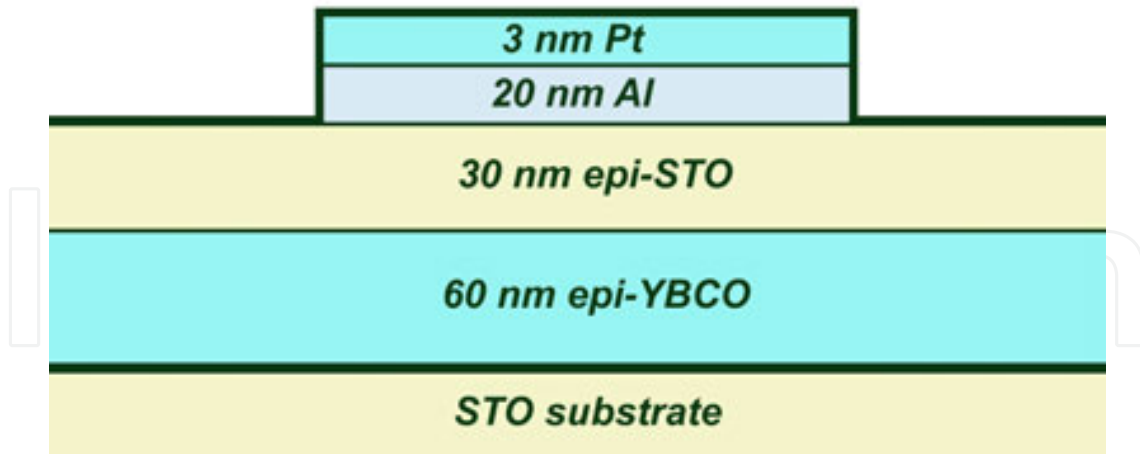 3 nm Pt
20 nm Al
30 nm epi-STO
60 nm epi-YBCO
STO substrate